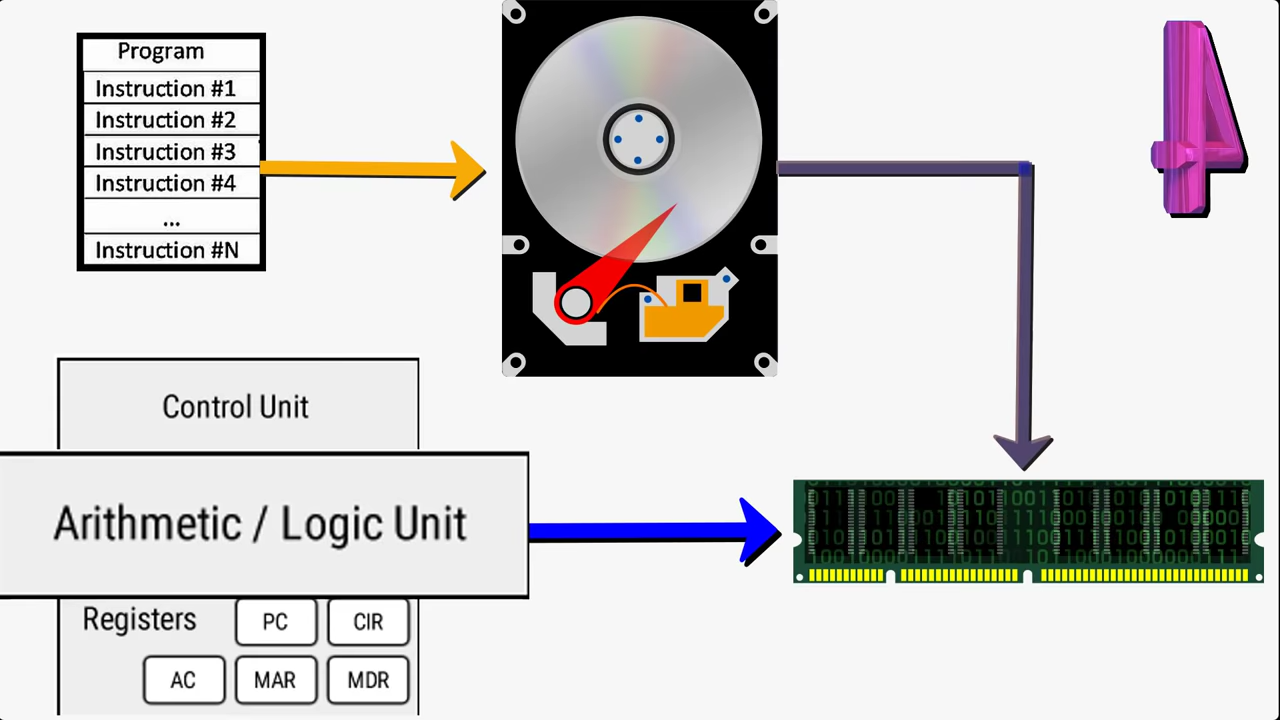 Program
Instruction #1
Instruction #2
Instruction #3
Instruction #4
...
Instruction #N
4
Control Unit
Arithmetic / Logic Unit
Registers PC CIR
AC MAR MDR